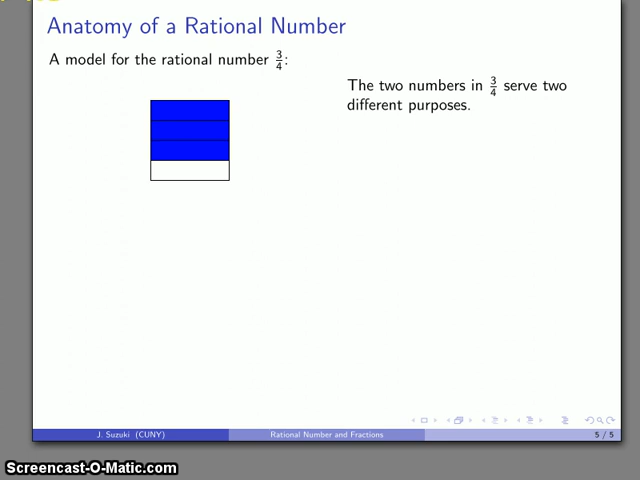 Anatomy of a Rational Number
A model for the rational number 3/4:
The two numbers in 3/4 serve two
different purposes.
J. Suzuki (CUNY)
Rational Number and Fractions
5 / 5
Screencast-O-Matic.com